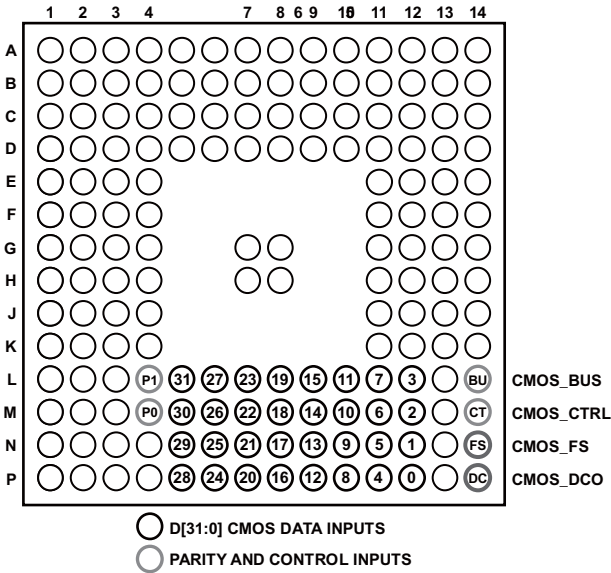 1 2 3 4 7 8 6 9 10 11 12 13 14
A
B
C
D
E
F
G
H
J
K
L P1 31 27 23 19 15 11 7 3 BU CMOS_BUS
M P0 30 26 22 18 14 10 6 2 CT CMOS_CTRL
N 29 25 21 17 13 9 5 1 FS CMOS_FS
P 28 24 20 16 12 8 4 0 DC CMOS_DCO
D[31:0] CMOS DATA INPUTS
PARITY AND CONTROL INPUTS